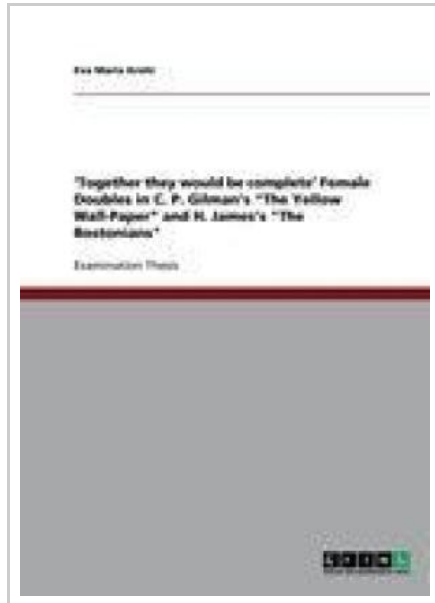 Eva Maria
'Together they would be complete' Female
Doubles in C. P. Gilman's "The Yellow
Wall-Paper" and H. James's "The
Bostonians"
Examination Thesis
GRIN